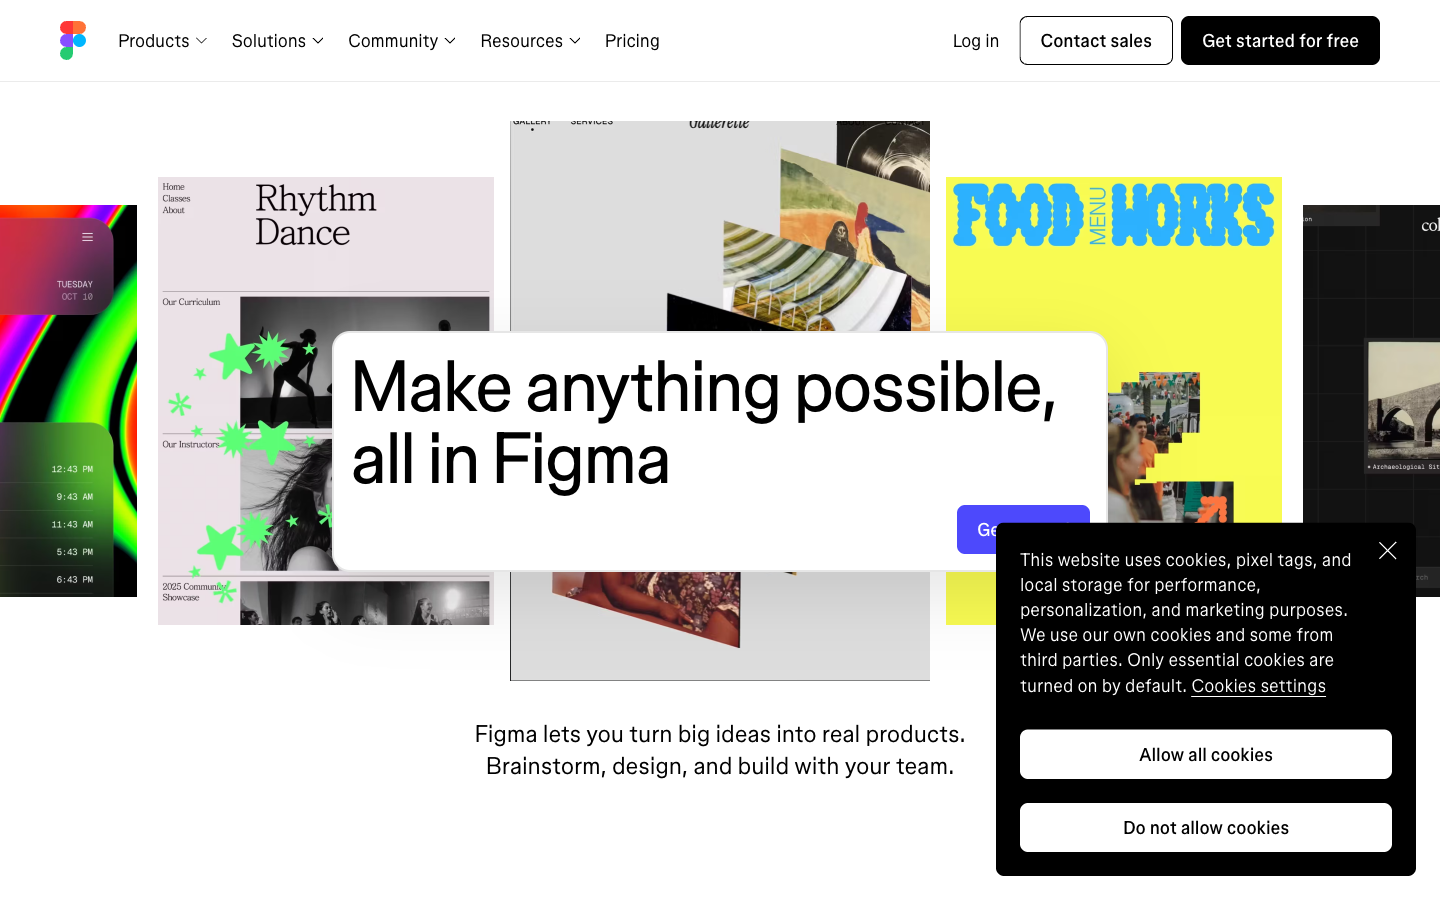 Products
Solutions
Community
Resources
Pricing
Log in
Contact sales
Get started for free
GALLERY
SERVICES
Home
Classes
About
Rhythm
Dance
Our Curriculum
Our Instructors
2025 Community
Showcase
FOOD MENU WORKS
TUESDAY
OCT 10
12:43 PM
9:43 AM
11:43 AM
5:43 PM
6:43 PM
Make anything possible,
all in Figma
Archaeological Sit
Figma lets you turn big ideas into real products.
Brainstorm, design, and build with your team.
This website uses cookies, pixel tags, and
local storage for performance,
personalization, and marketing purposes.
We use our own cookies and some from
third parties. Only essential cookies are
turned on by default. Cookies settings
Allow all cookies
Do not allow cookies